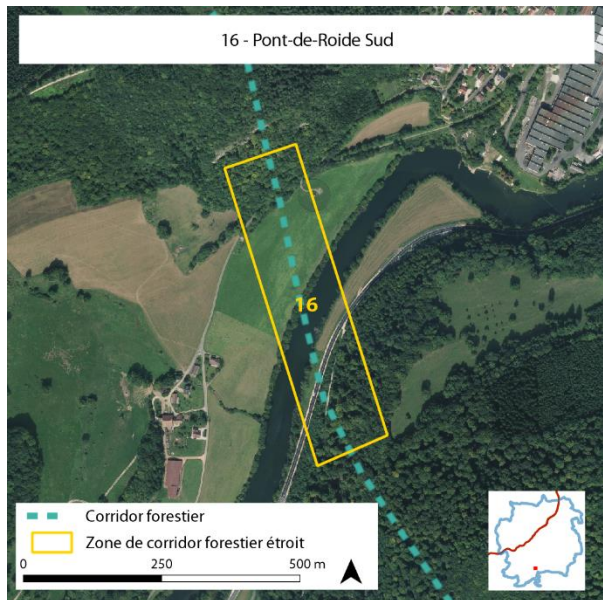 16 - Pont-de-Roide Sud
16
Corridor forestier
Zone de corridor forestier étroit
0 250 500 m